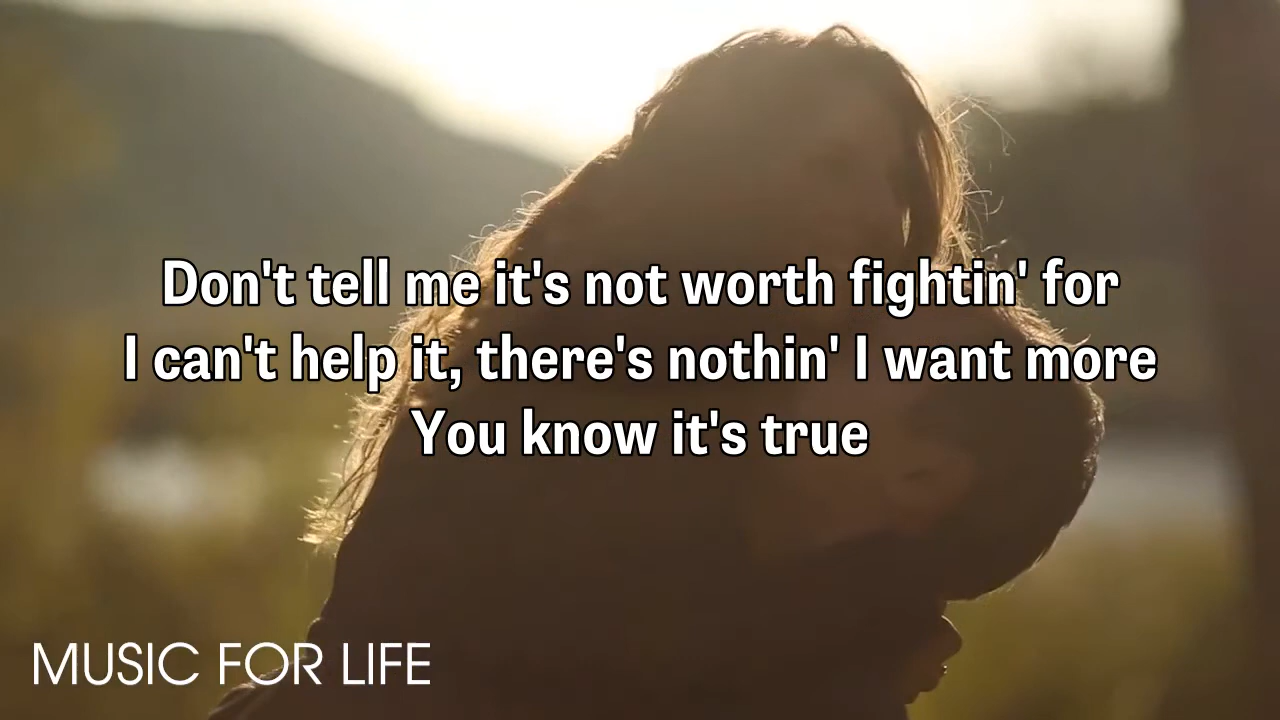 Don't tell me it's not worth fightin' for
I can't help it, there's nothin' I want more
You know it's true
MUSIC FOR LIFE